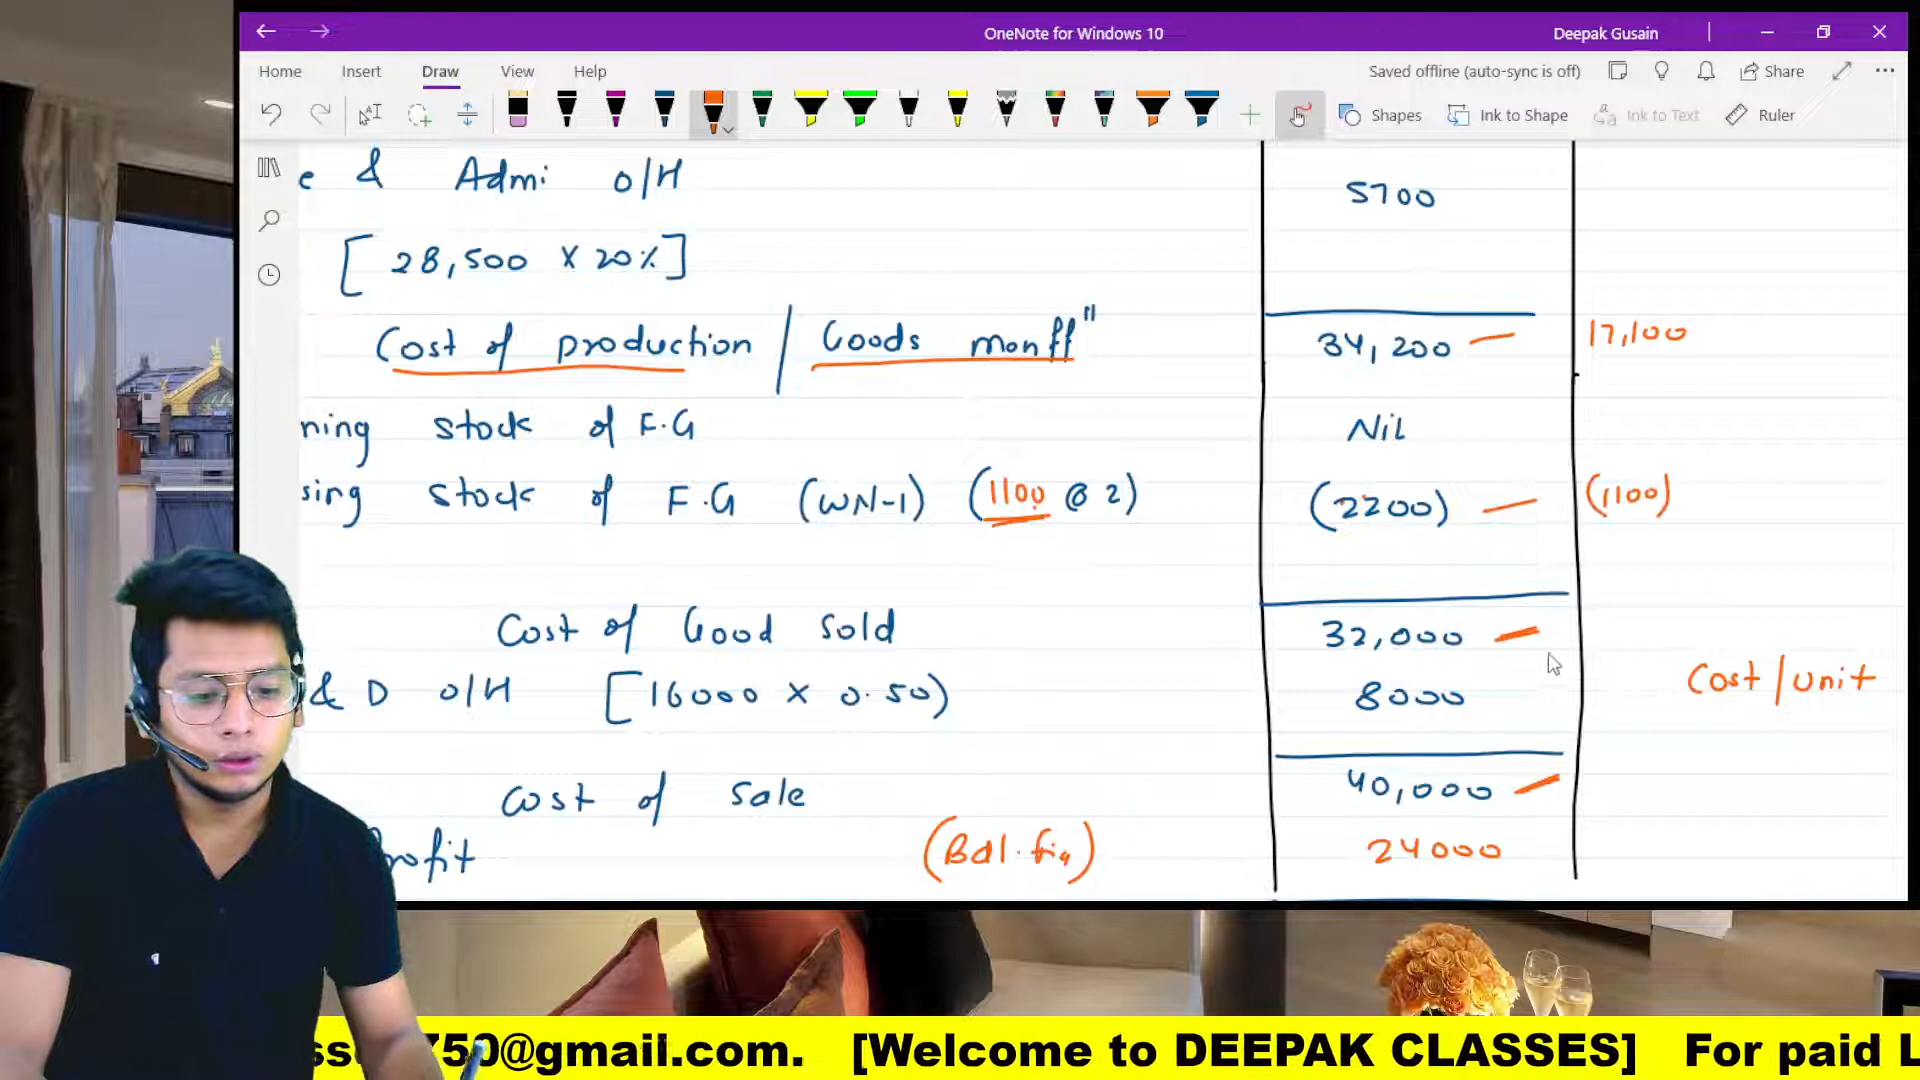 OneNote for Windows 10
Deepak Gusain
Home Insert Draw View Help
Saved offline (auto-sync is off) Share
Shapes Ink to Shape Ink to Text Ruler
e & Admi O/H 5700
[28,500 X 20%]
Cost of production / Goods manff" 34,200 17,100
ning stock of F.G Nil
sing stock of F.G (WN-1) (1100 @ 2) (2200) (1100)
Cost of Good sold 32,000
& D O/H [16000 X 0.50) 8000
Cost/unit
Cost of sale 40,000
rofit (Bal. fig) 24000
750@gmail.com. [Welcome to DEEPAK CLASSES] For paid L